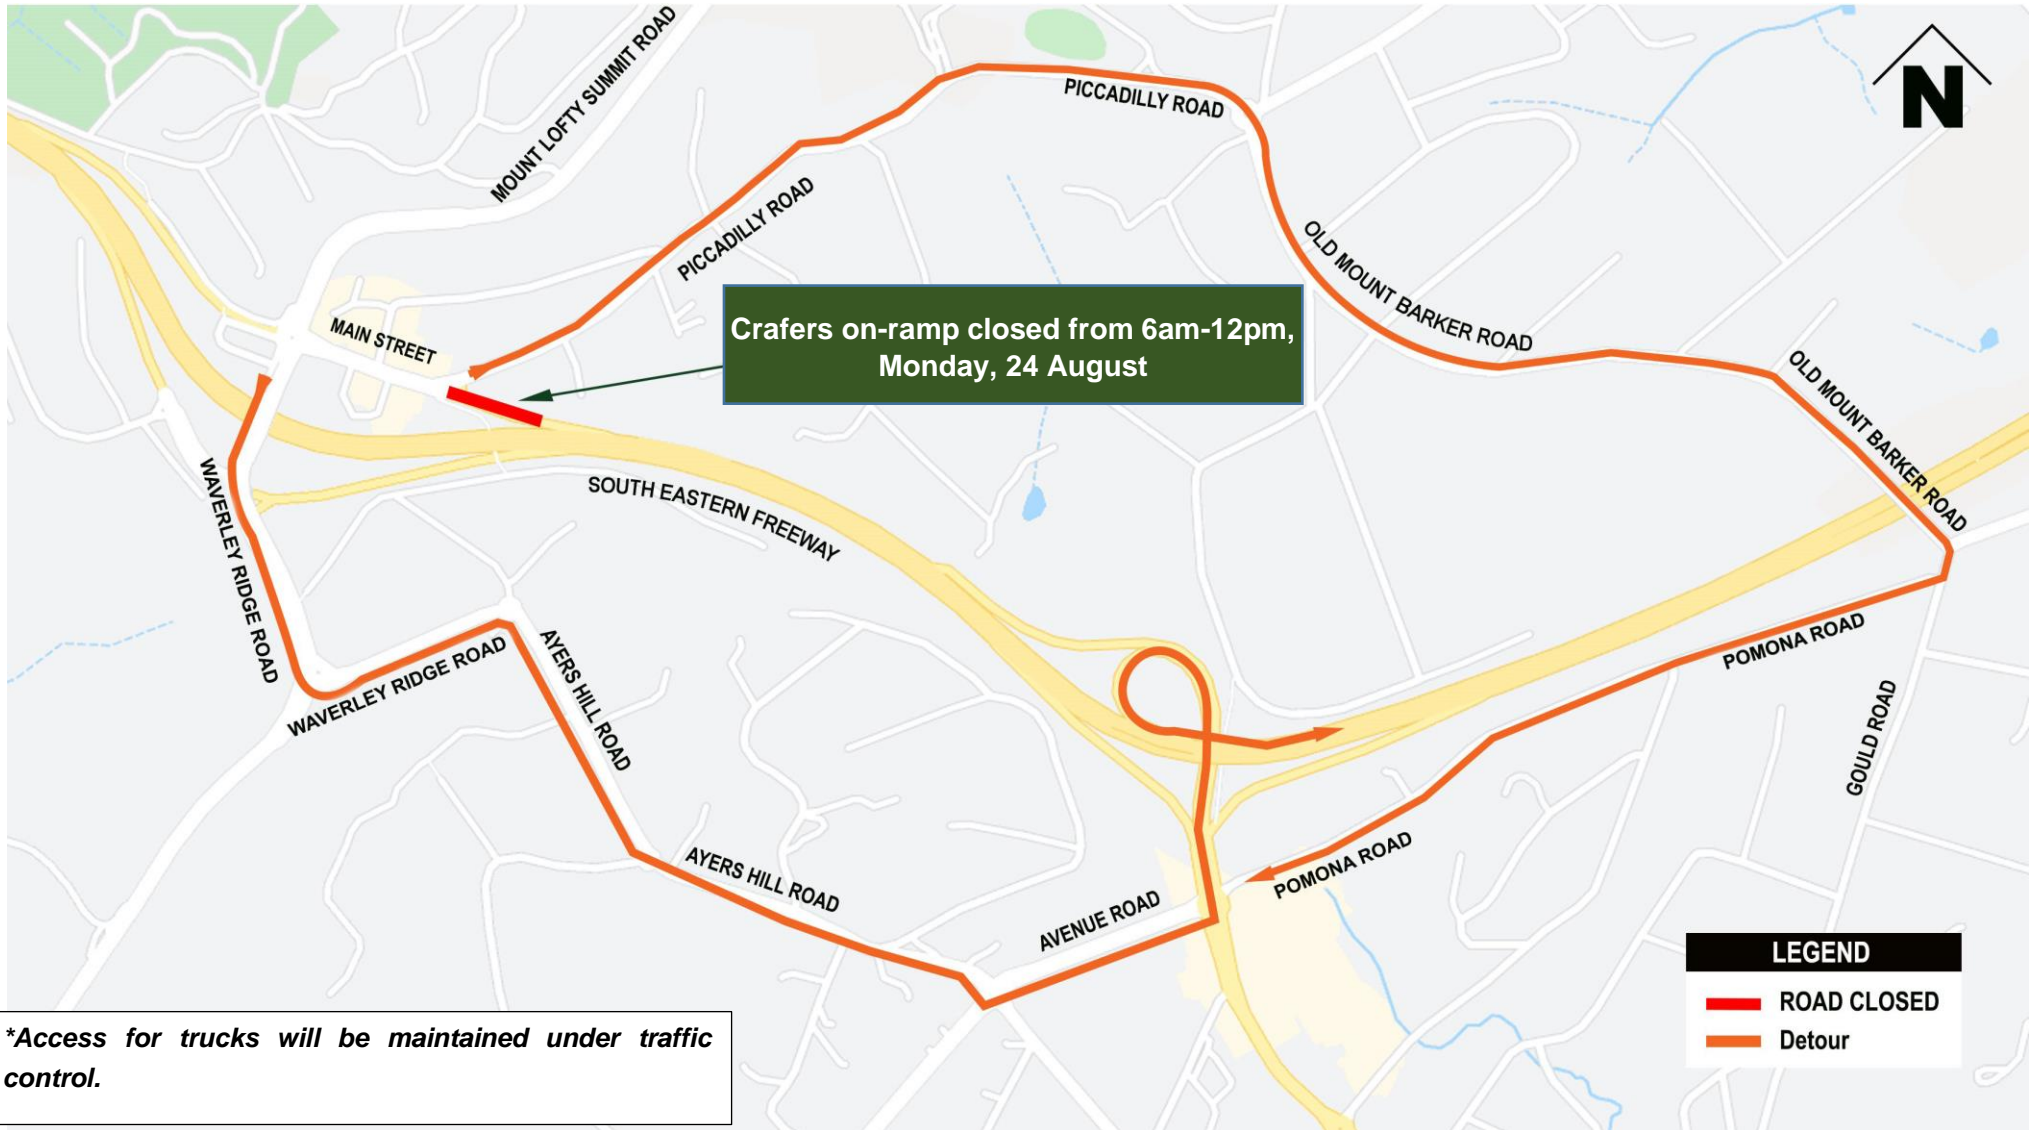 MOUNT LOFTY SUMMIT ROAD
PICCADILLY ROAD
N
PICCADILLY ROAD
OLD MOUNT BARKER ROAD
MAIN STREET
Crafers on-ramp closed from 6am-12pm,
Monday, 24 August
OLD MOUNT BARKER ROAD
WAVERLEY RIDGE ROAD
SOUTH EASTERN FREEWAY
WAVERLEY RIDGE ROAD
AYERS HILL ROAD
POMONA ROAD
GOULD ROAD
AYERS HILL ROAD
AVENUE ROAD
POMONA ROAD
LEGEND
ROAD CLOSED
Detour
*Access for trucks will be maintained under traffic
control.